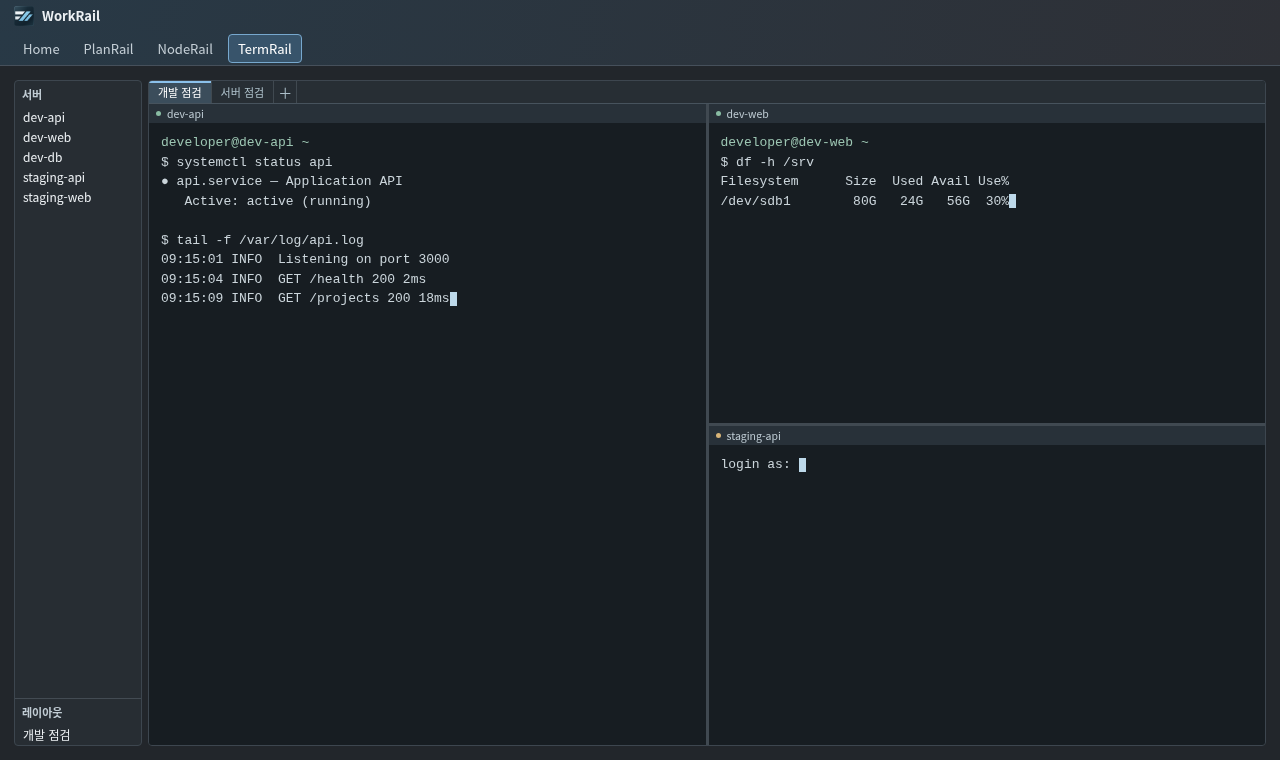 WorkRail
Home PlanRail NodeRail TermRail
서버
dev-api
dev-web
dev-db
staging-api
staging-web
레이아웃
개발 점검
개발 점검 서버 점검 +
dev-api
developer@dev-api ~
$ systemctl status api
● api.service — Application API
   Active: active (running)
$ tail -f /var/log/api.log
09:15:01 INFO  Listening on port 3000
09:15:04 INFO  GET /health 200 2ms
09:15:09 INFO  GET /projects 200 18ms
dev-web
developer@dev-web ~
$ df -h /srv
Filesystem      Size  Used Avail Use%
/dev/sdb1        80G   24G   56G  30%
staging-api
login as: